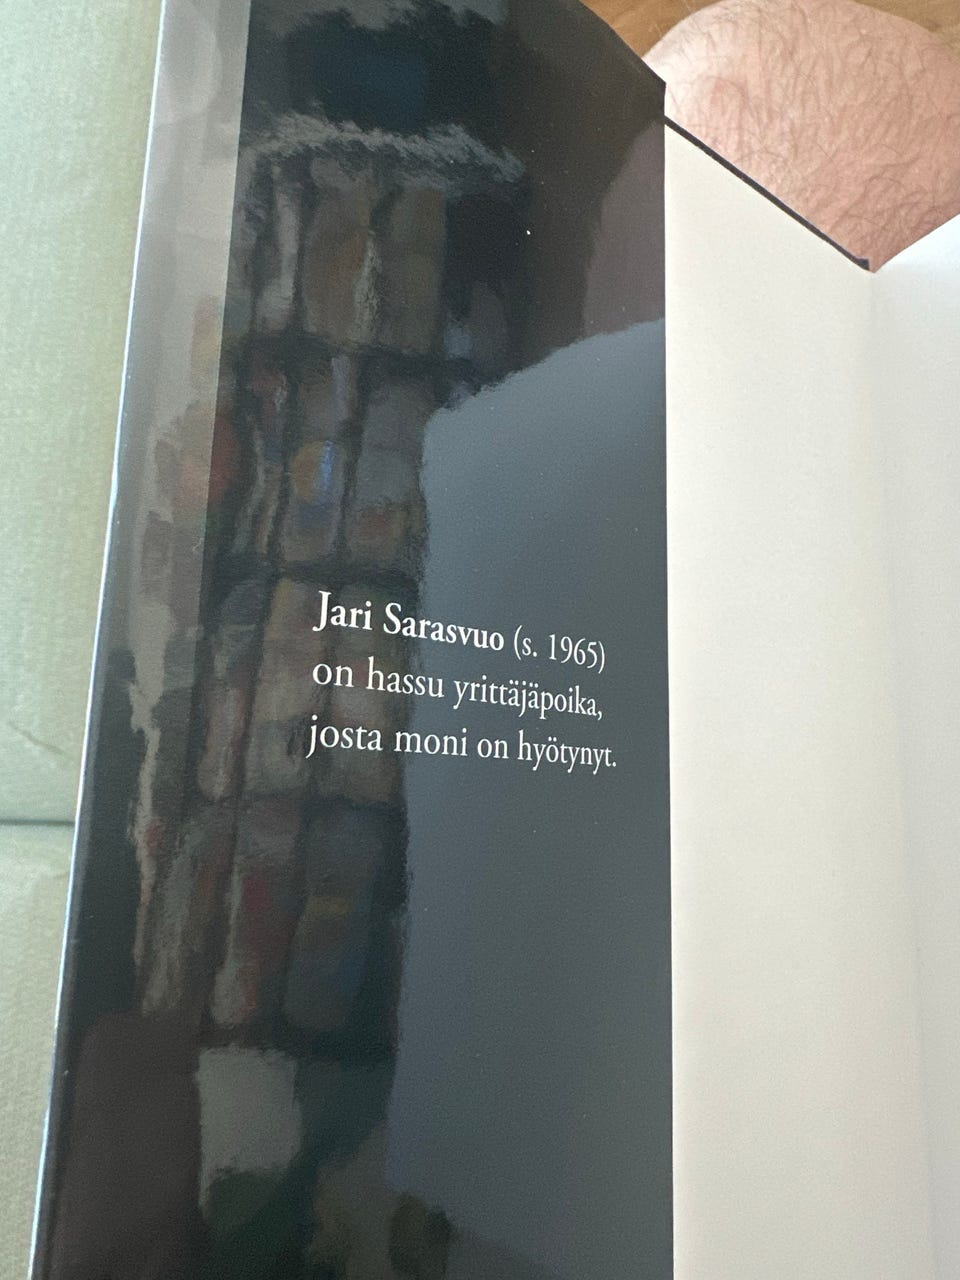 Jari Sarasvuo (s. 1965)
on hassu yrittäjäpoika,
josta moni on hyötynyt.